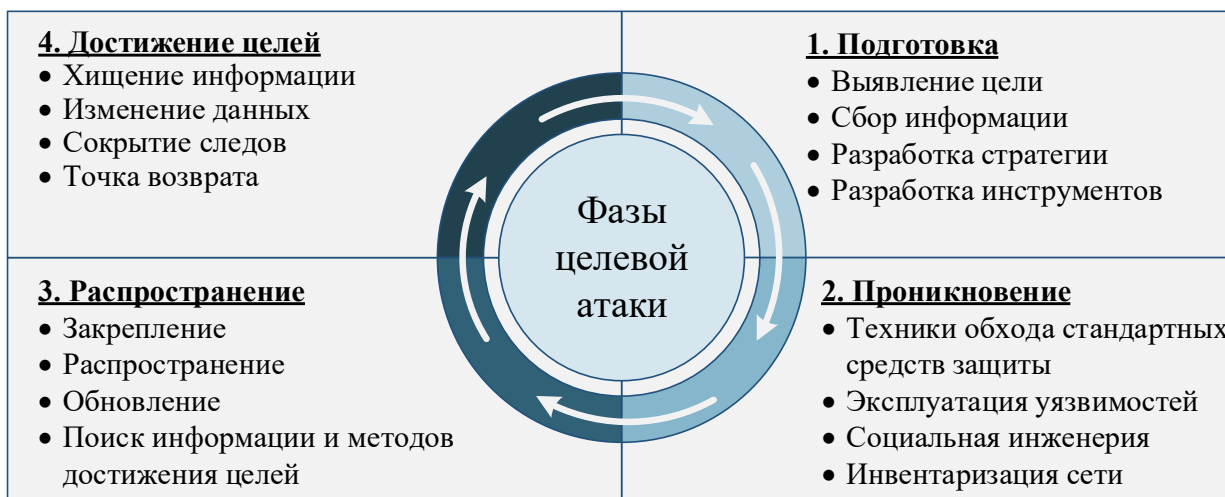 4. Достижение целей
• Хищение информации
• Изменение данных
• Сокрытие следов
• Точка возврата
1. Подготовка
• Выявление цели
• Сбор информации
• Разработка стратегии
• Разработка инструментов
Фазы
целевой
атаки
3. Распространение
• Закрепление
• Распространение
• Обновление
• Поиск информации и методов
достижения целей
2. Проникновение
• Техники обхода стандартных
средств защиты
• Эксплуатация уязвимостей
• Социальная инженерия
• Инвентаризация сети